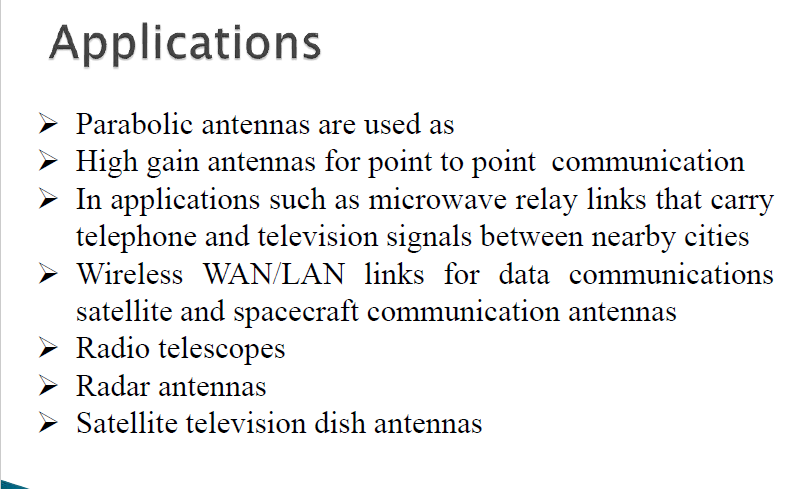 Applications
➢ Parabolic antennas are used as
➢ High gain antennas for point to point communication
➢ In applications such as microwave relay links that carry
telephone and television signals between nearby cities
➢ Wireless WAN/LAN links for data communications
satellite and spacecraft communication antennas
➢ Radio telescopes
➢ Radar antennas
➢ Satellite television dish antennas